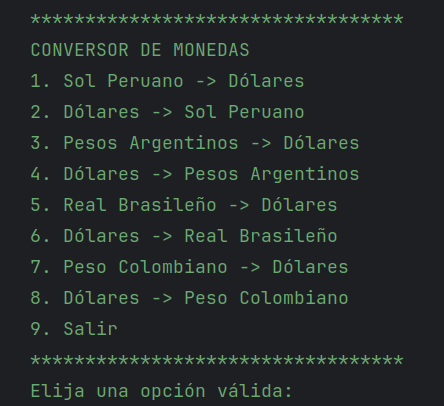 **********************************
CONVERSOR DE MONEDAS
1. Sol Peruano -> Dólares
2. Dólares -> Sol Peruano
3. Pesos Argentinos -> Dólares
4. Dólares -> Pesos Argentinos
5. Real Brasileño -> Dólares
6. Dólares -> Real Brasileño
7. Peso Colombiano -> Dólares
8. Dólares -> Peso Colombiano
9. Salir
**********************************
Elija una opción válida: